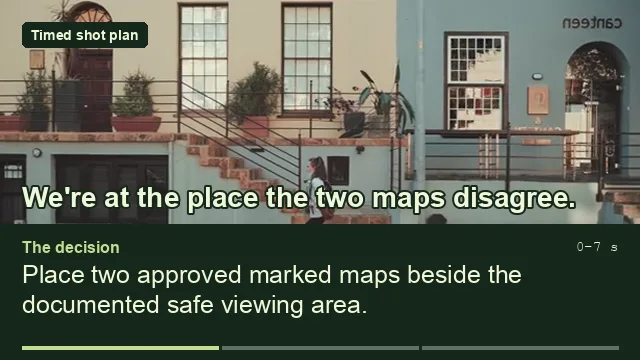 Timed shot plan
canteen
We're at the place the two maps disagree.
The decision
0–7 s
Place two approved marked maps beside the
documented safe viewing area.